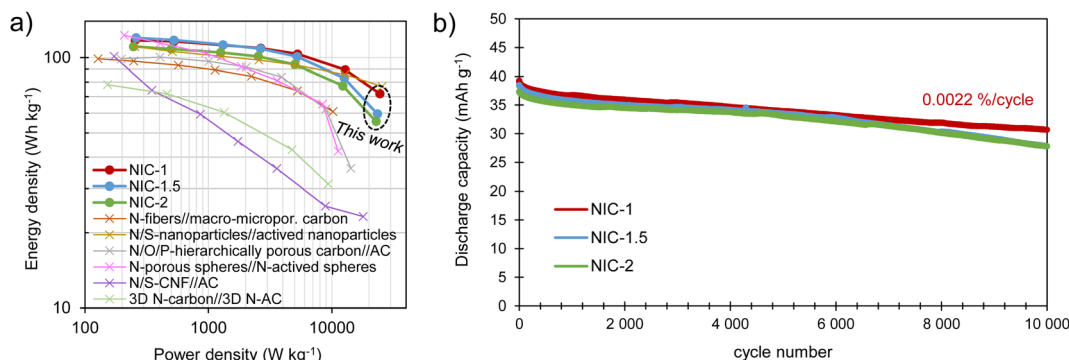 a)
Energy density (Wh kg⁻¹)
100
10
This work
NIC-1
NIC-1.5
NIC-2
N-fibers//macro-micropor. carbon
N/S-nanoparticles//actived nanoparticles
N/O/P-hierarchically porous carbon//AC
N-porous spheres//N-actived spheres
N/S-CNF//AC
3D N-carbon//3D N-AC
100 1000 10000
Power density (W kg⁻¹)
b)
Discharge capacity (mAh g⁻¹)
50
45
40
35
30
25
20
15
10
5
0
0.0022 %/cycle
NIC-1
NIC-1.5
NIC-2
0 2 000 4 000 6 000 8 000 10 000
cycle number